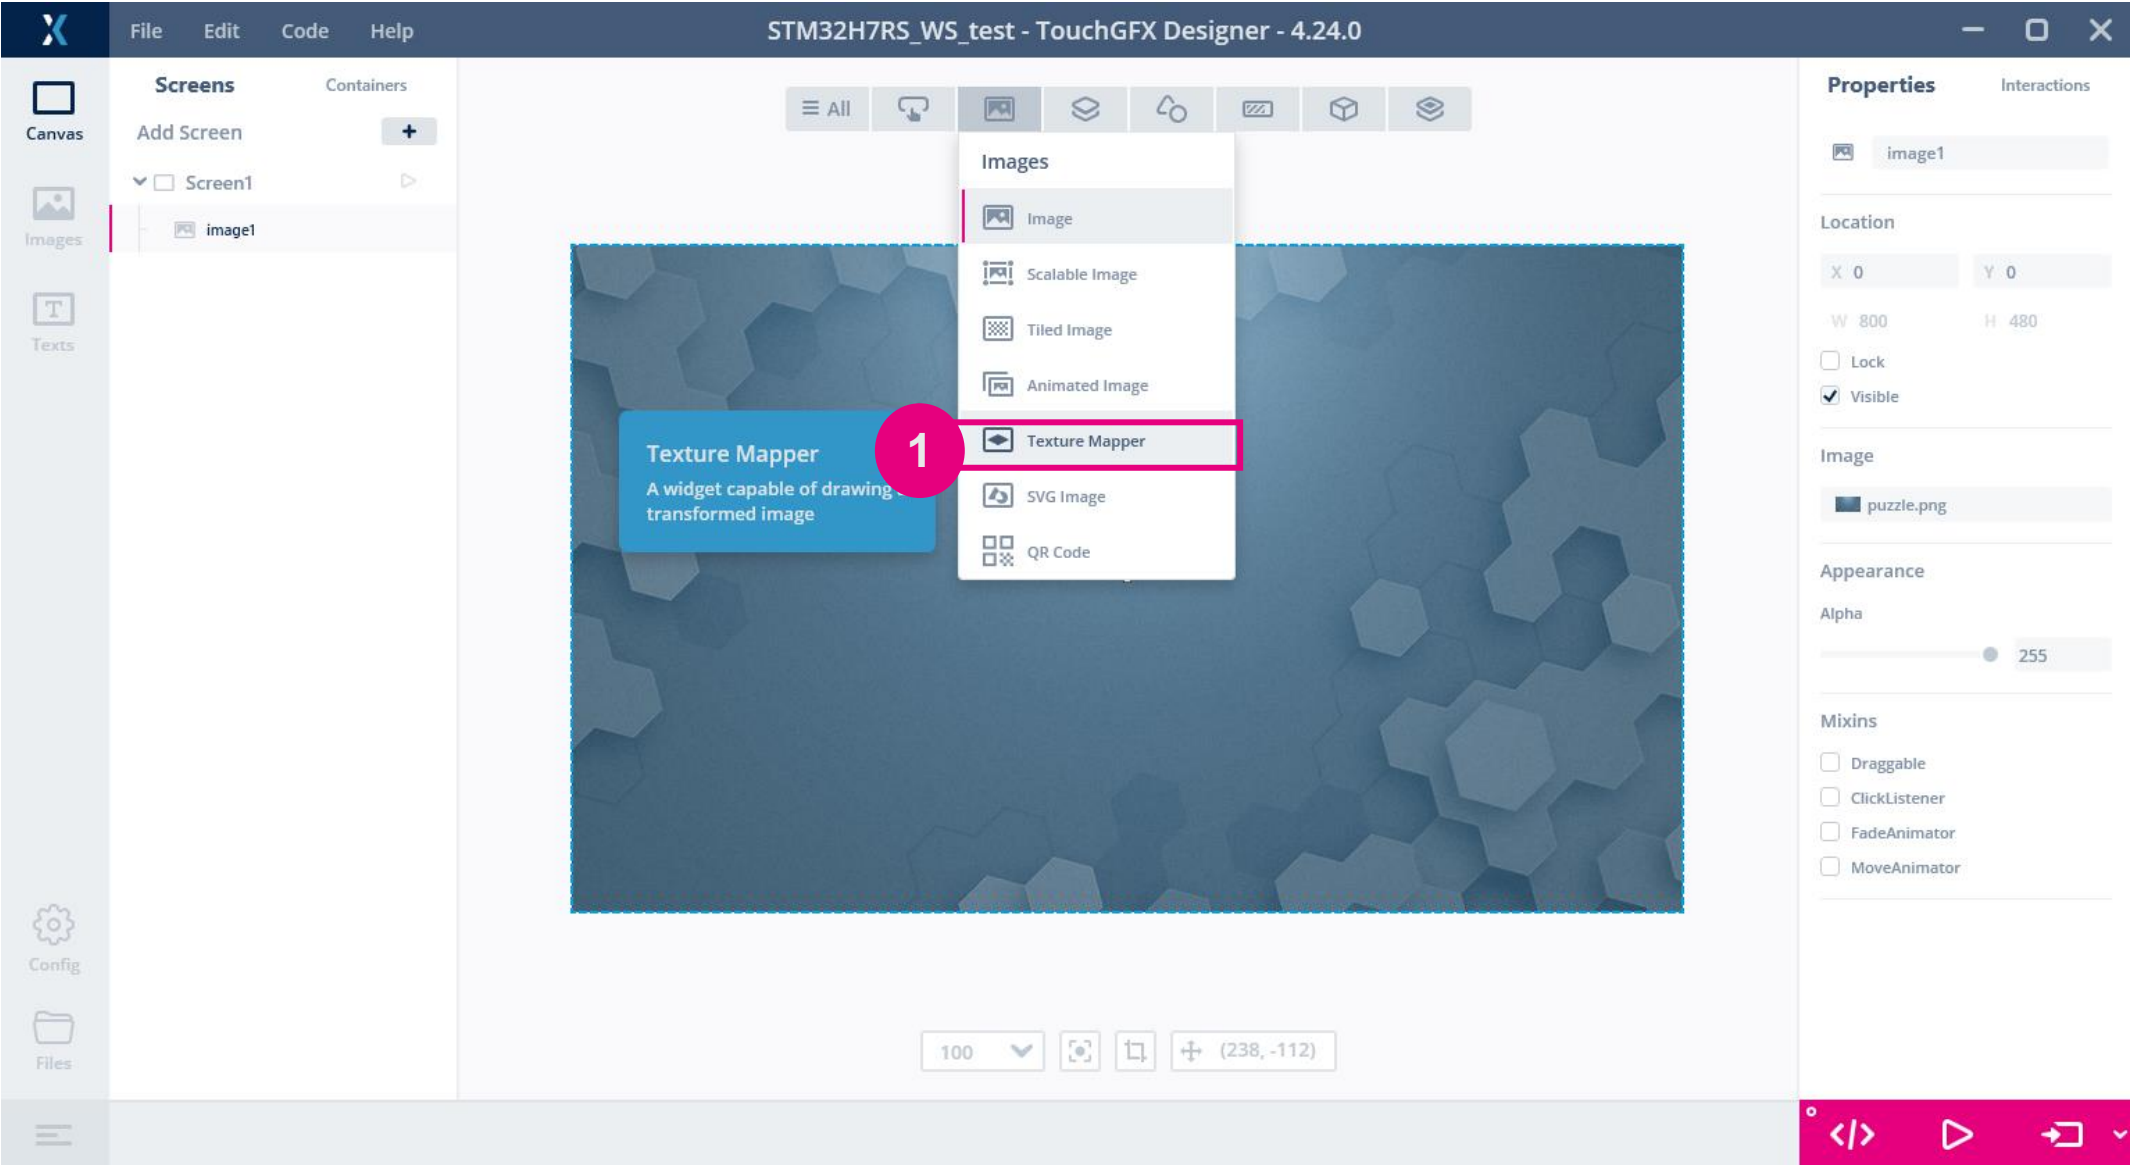 File Edit Code Help
STM32H7RS_WS_test - TouchGFX Designer - 4.24.0
Canvas
Images
Texts
Config
Files
Screens Containers
Add Screen
Screen1
image1
All
Images
Image
Scalable Image
Tiled Image
Animated Image
Texture Mapper
SVG Image
QR Code
1
Texture Mapper
A widget capable of drawing
transformed image
100
(238, -112)
Properties Interactions
image1
Location
X 0 Y 0
W 800 H 480
Lock
Visible
Image
puzzle.png
Appearance
Alpha
255
Mixins
Draggable
ClickListener
FadeAnimator
MoveAnimator